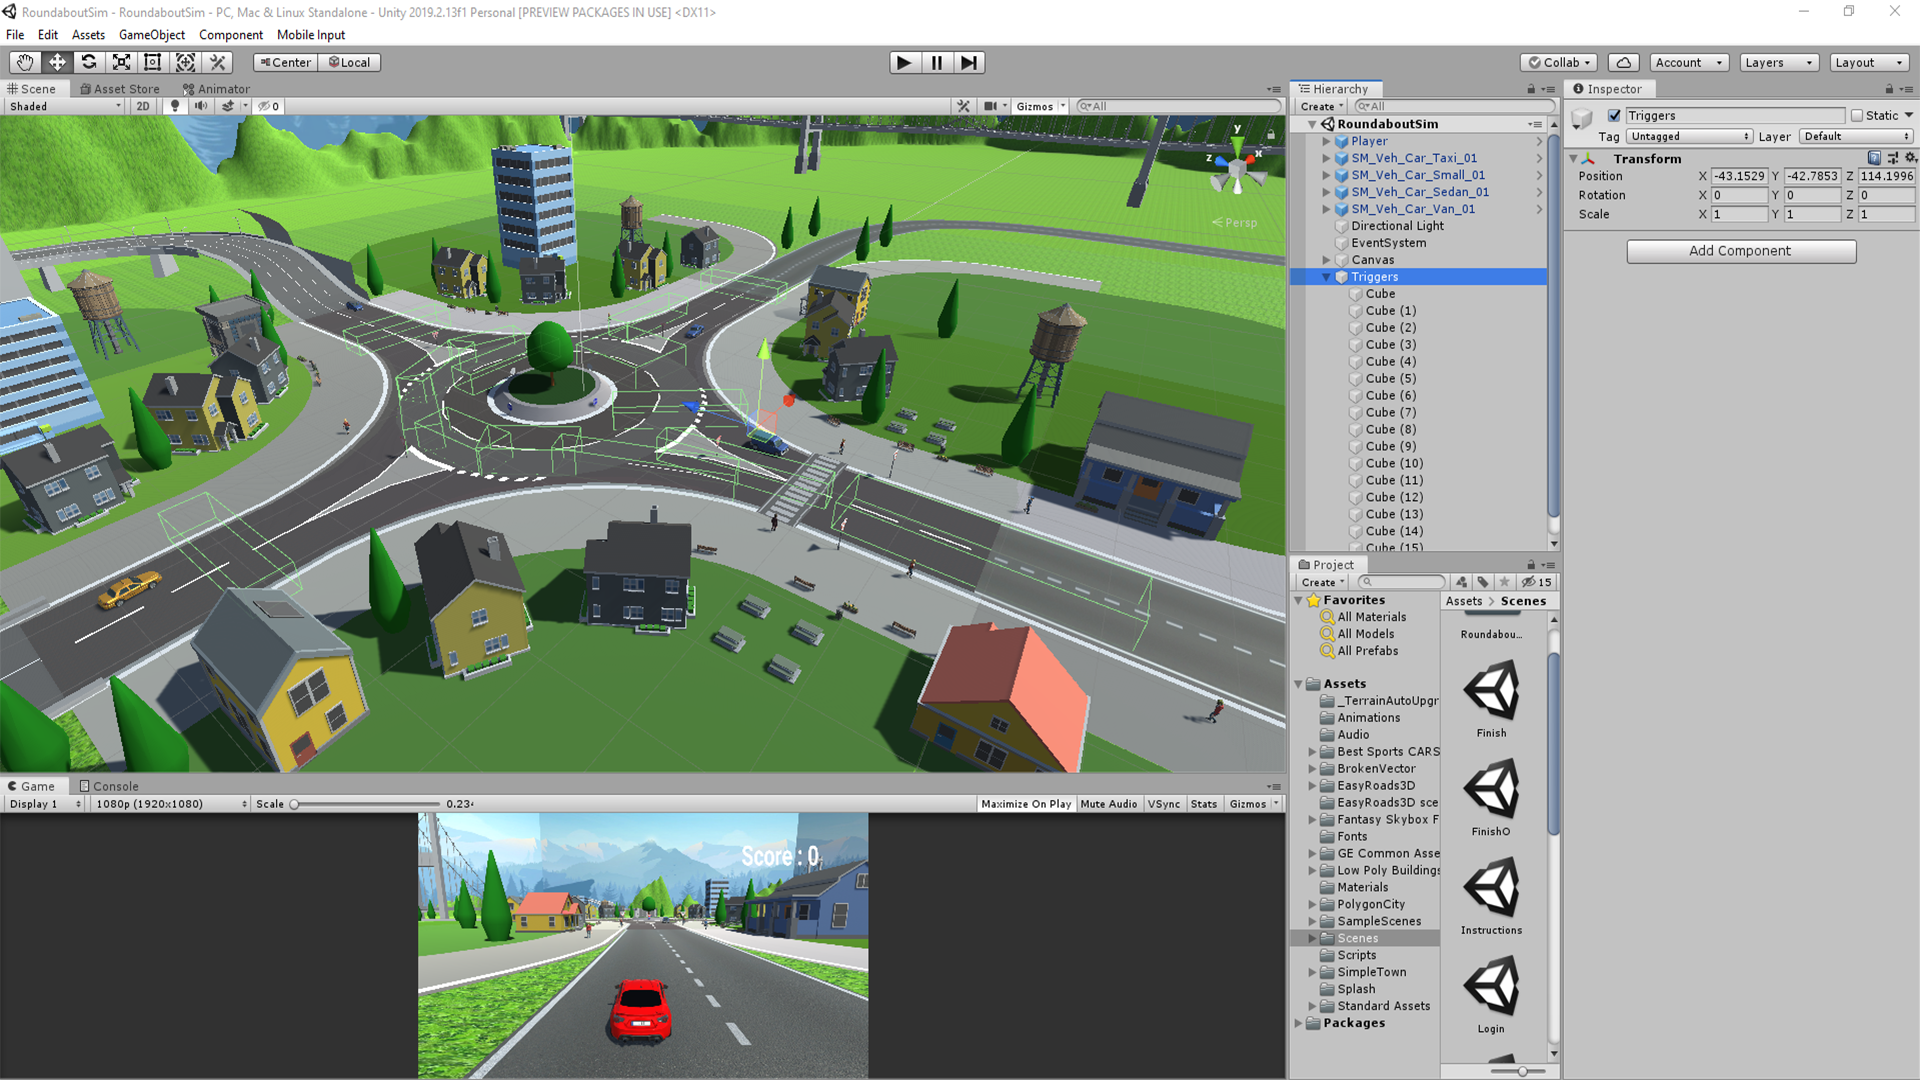 RoundaboutSim - RoundaboutSim - PC, Mac & Linux Standalone - Unity 2019.2.13f1 Personal [PREVIEW PACKAGES IN USE] <DX11>
File Edit Assets GameObject Component Mobile Input
Center Local Collab Account Layers Layout
Scene Asset Store Animator
Shaded 2D 0 Gizmos All
y
z x
Persp
Hierarchy
Create All
RoundaboutSim
Player
SM_Veh_Car_Taxi_01
SM_Veh_Car_Small_01
SM_Veh_Car_Sedan_01
SM_Veh_Car_Van_01
Directional Light
EventSystem
Canvas
Triggers
Cube
Cube (1)
Cube (2)
Cube (3)
Cube (4)
Cube (5)
Cube (6)
Cube (7)
Cube (8)
Cube (9)
Cube (10)
Cube (11)
Cube (12)
Cube (13)
Cube (14)
Cube (15)
Inspector
Triggers Static
Tag Untagged Layer Default
Transform
Position X -43.1529 Y -42.7853 Z 114.1996
Rotation X 0 Y 0 Z 0
Scale X 1 Y 1 Z 1
Add Component
Project
Create 15
Favorites
All Materials
All Models
All Prefabs
Assets
_TerrainAutoUpgr
Animations
Audio
Best Sports CARS
BrokenVector
EasyRoads3D
EasyRoads3D sce
Fantasy Skybox F
Fonts
GE Common Asse
Low Poly Buildings
Materials
PolygonCity
SampleScenes
Scenes
Scripts
SimpleTown
Splash
Standard Assets
Packages
Assets > Scenes
Roundabou...
Finish
FinishO
Instructions
Login
Game Console
Display 1 1080p (1920x1080) Scale 0.234 Maximize On Play Mute Audio VSync Stats Gizmos
Score : 0